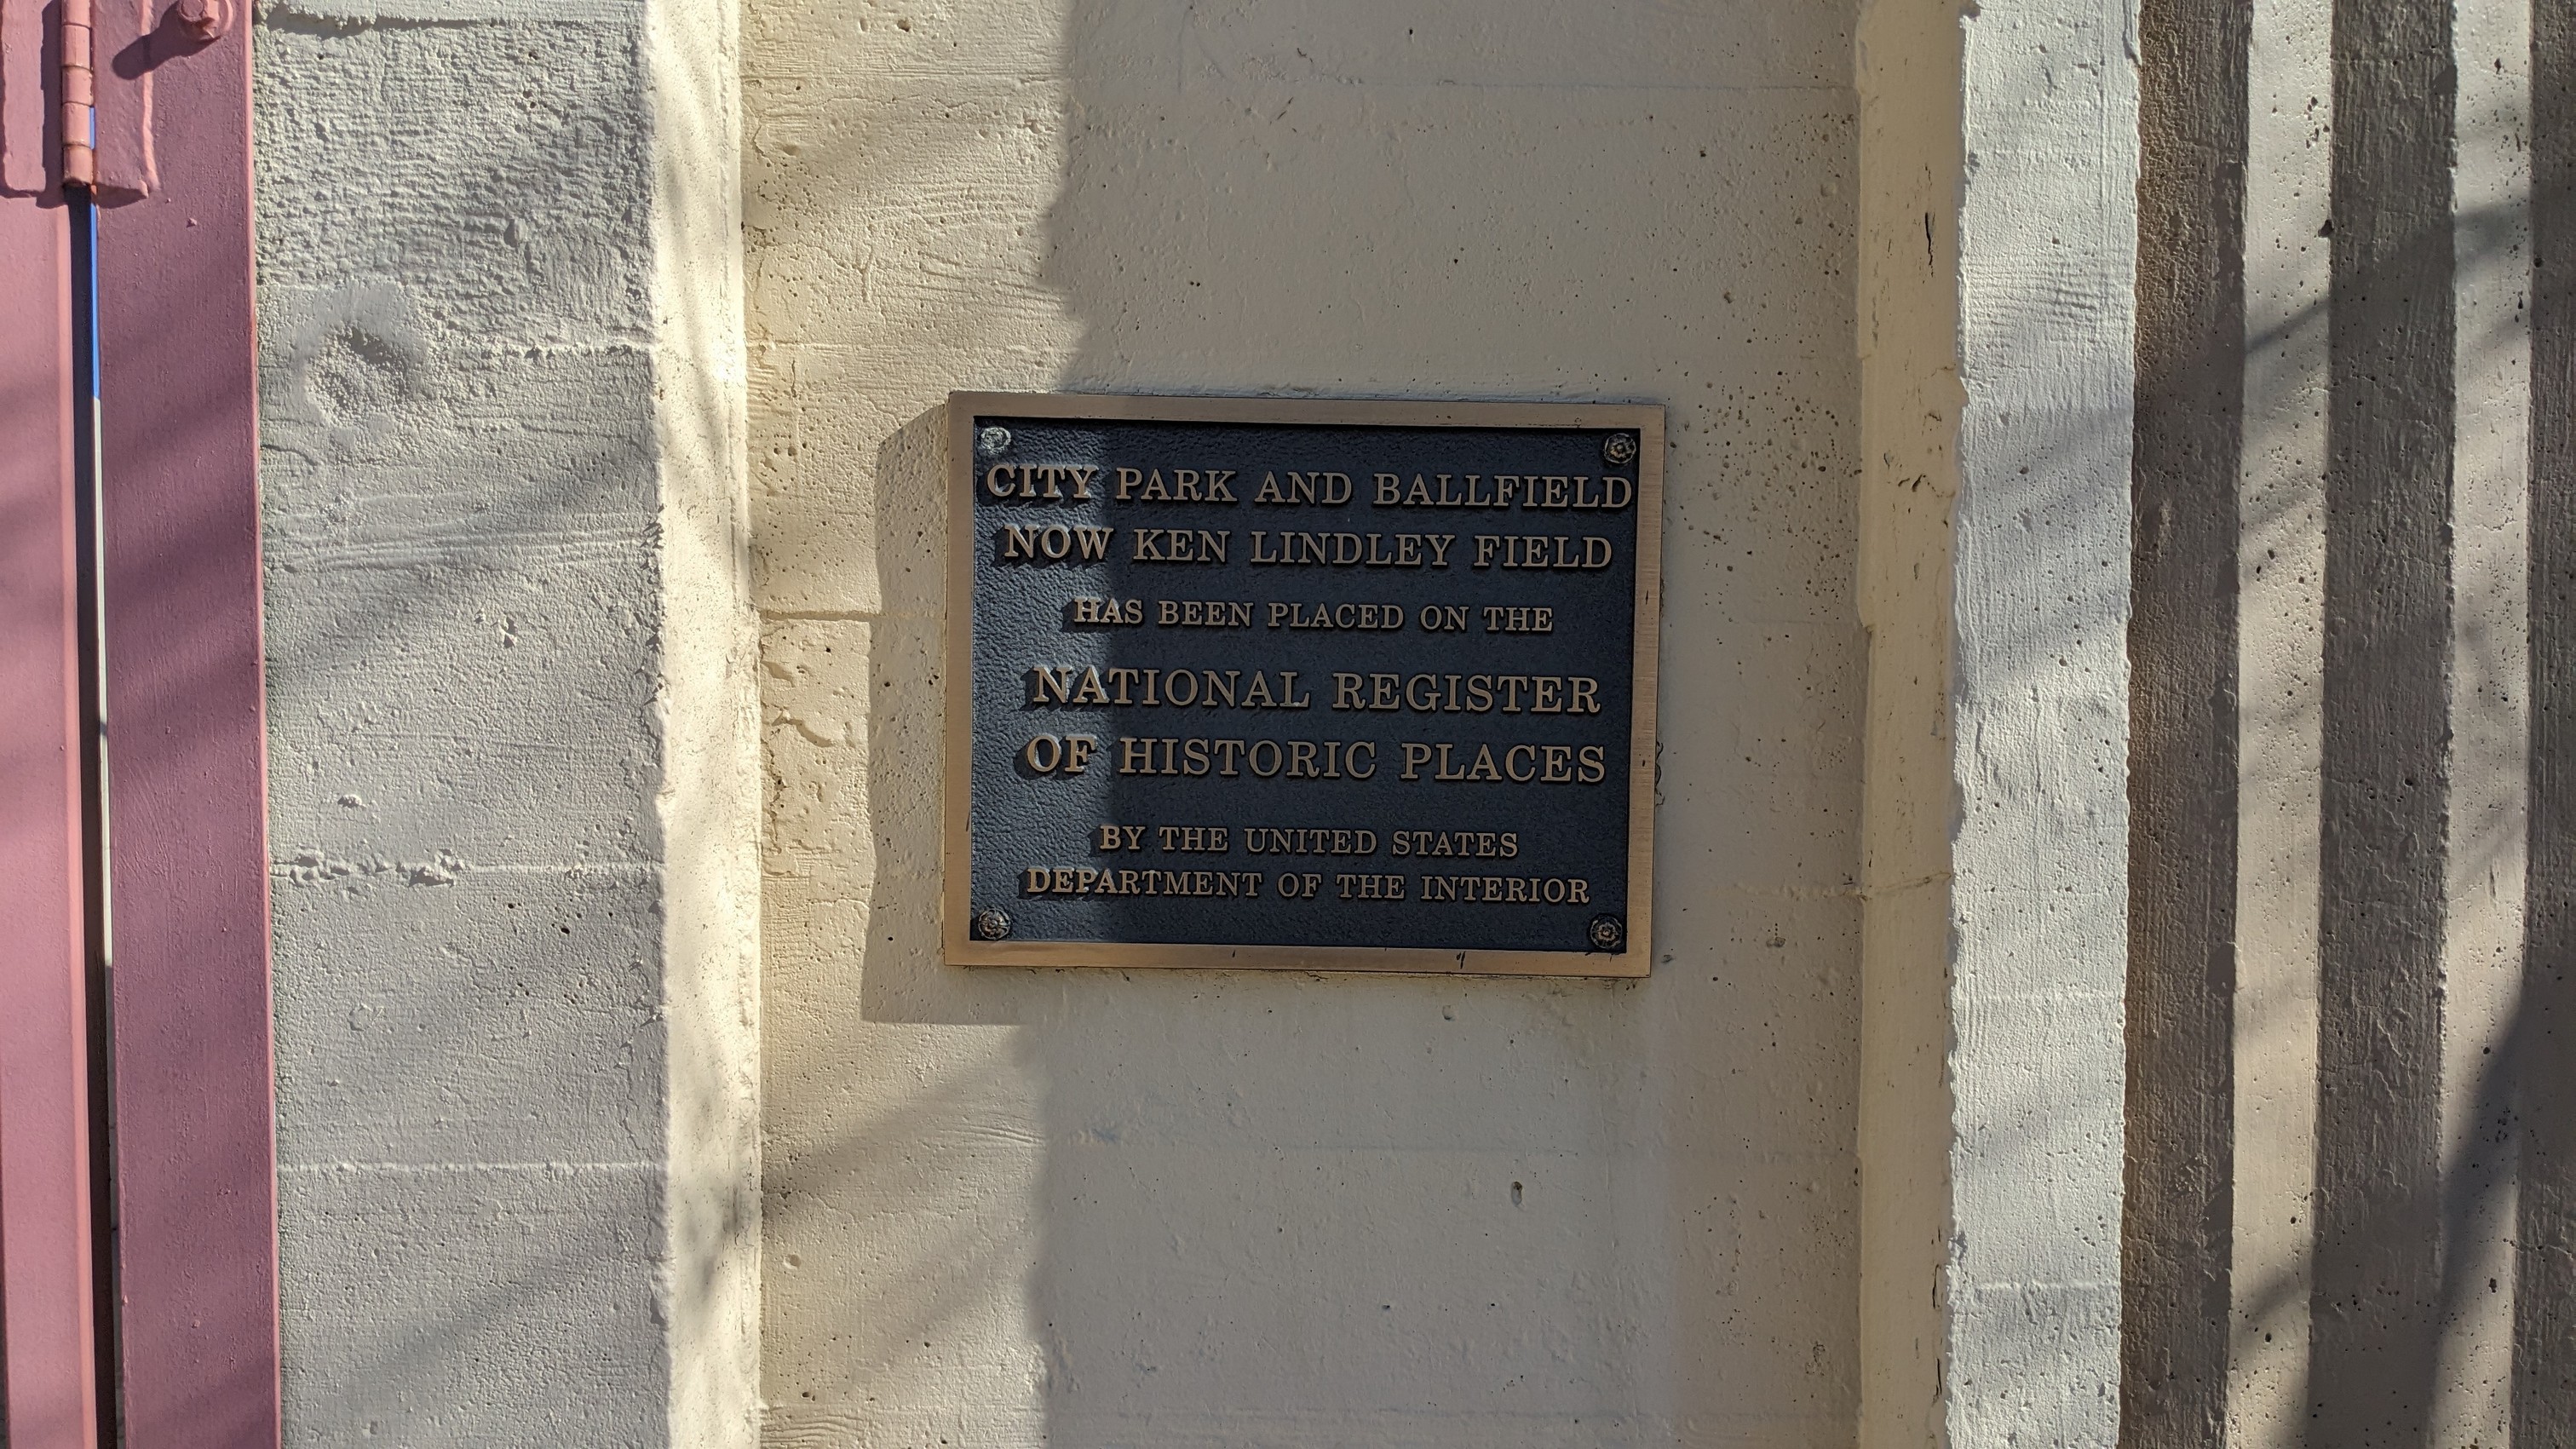 CITY PARK AND BALLFIELD
NOW KEN LINDLEY FIELD
HAS BEEN PLACED ON THE
NATIONAL REGISTER
OF HISTORIC PLACES
BY THE UNITED STATES
DEPARTMENT OF THE INTERIOR